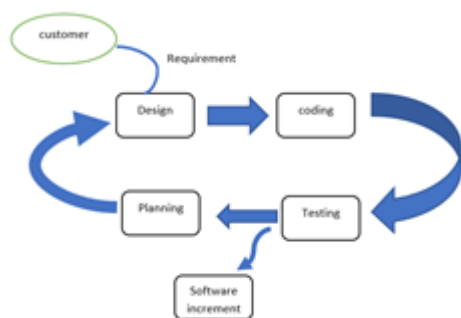 customer
Requirement
Design
coding
Planning
Testing
Software
increment